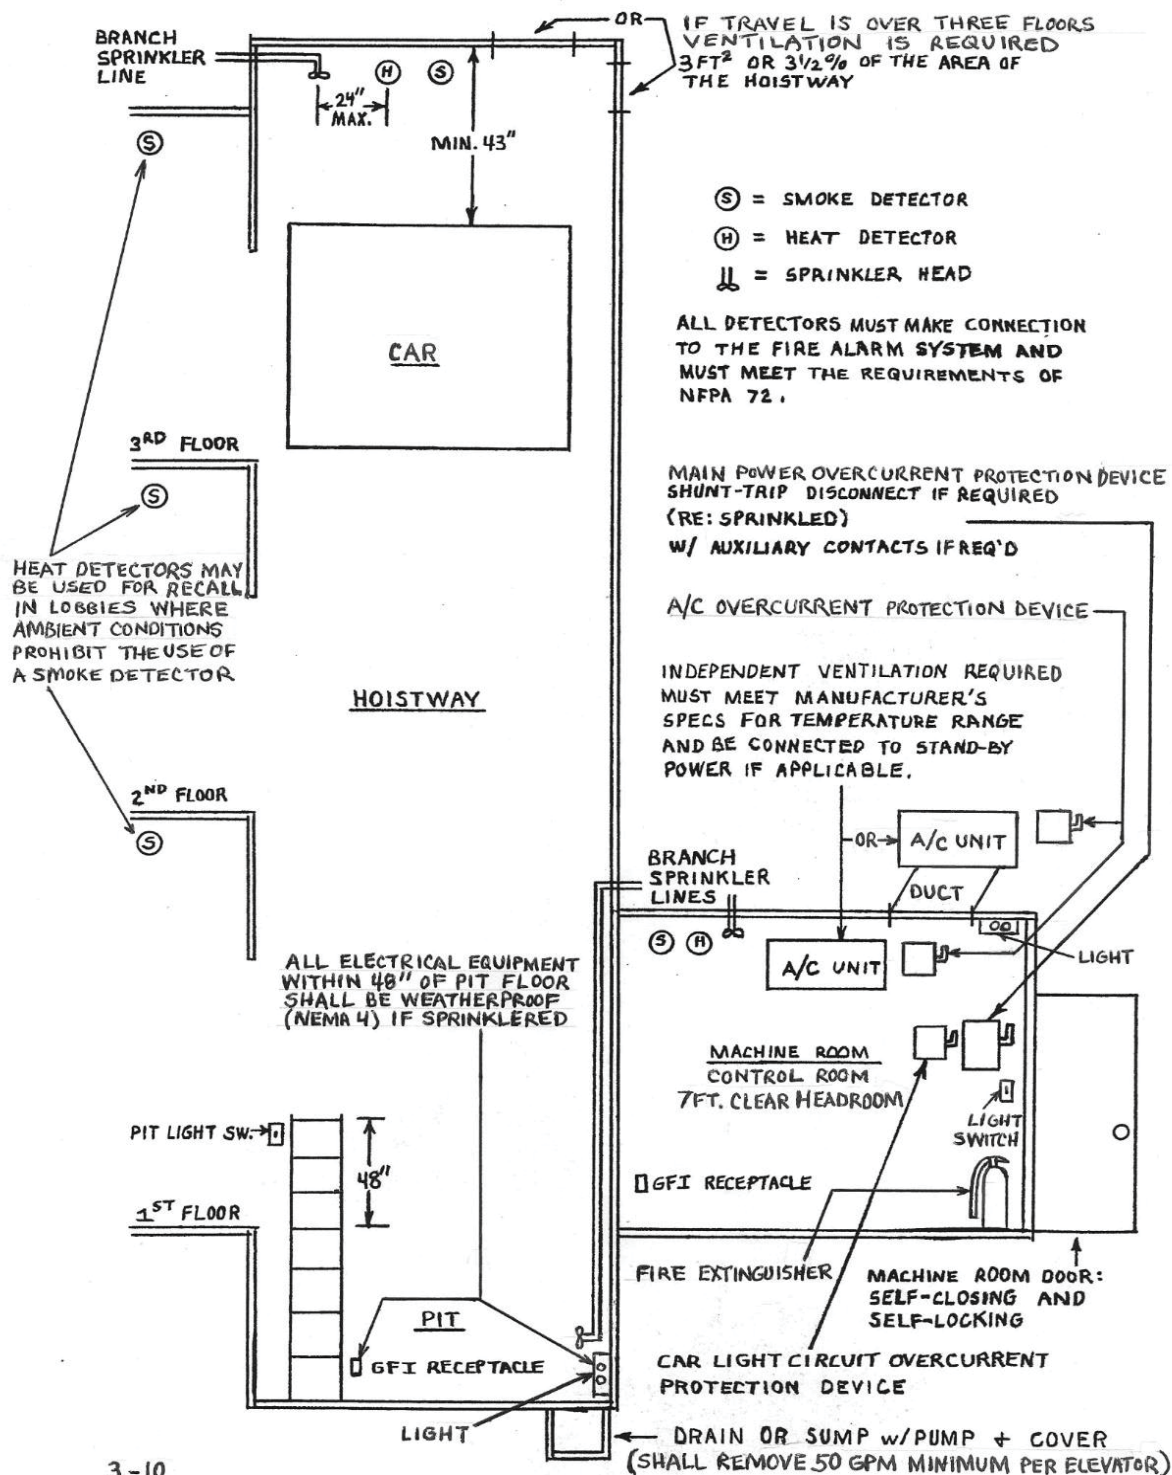 BRANCH
SPRINKLER
LINE
OR
IF TRAVEL IS OVER THREE FLOORS
VENTILATION IS REQUIRED
3FT² OR 3 1/2 % OF THE AREA OF
THE HOISTWAY
H
S
24"
MAX.
MIN. 43"
S
S = SMOKE DETECTOR
H = HEAT DETECTOR
= SPRINKLER HEAD
ALL DETECTORS MUST MAKE CONNECTION
TO THE FIRE ALARM SYSTEM AND
MUST MEET THE REQUIREMENTS OF
NFPA 72.
CAR
3RD FLOOR
S
MAIN POWER OVERCURRENT PROTECTION DEVICE
SHUNT-TRIP DISCONNECT IF REQUIRED
(RE: SPRINKLED)
W/ AUXILIARY CONTACTS IF REQ'D
HEAT DETECTORS MAY
BE USED FOR RECALL
IN LOBBIES WHERE
AMBIENT CONDITIONS
PROHIBIT THE USE OF
A SMOKE DETECTOR
A/C OVERCURRENT PROTECTION DEVICE
HOISTWAY
INDEPENDENT VENTILATION REQUIRED
MUST MEET MANUFACTURER'S
SPECS FOR TEMPERATURE RANGE
AND BE CONNECTED TO STAND-BY
POWER IF APPLICABLE.
2ND FLOOR
S
OR
A/C UNIT
BRANCH
SPRINKLER
LINES
DUCT
S
H
A/C UNIT
LIGHT
ALL ELECTRICAL EQUIPMENT
WITHIN 48" OF PIT FLOOR
SHALL BE WEATHERPROOF
(NEMA 4) IF SPRINKLERED
MACHINE ROOM
CONTROL ROOM
7FT. CLEAR HEADROOM
LIGHT
SWITCH
PIT LIGHT SW.
48"
GFI RECEPTACLE
1ST FLOOR
FIRE EXTINGUISHER
MACHINE ROOM DOOR:
SELF-CLOSING AND
SELF-LOCKING
PIT
GFI RECEPTACLE
CAR LIGHT CIRCUIT OVERCURRENT
PROTECTION DEVICE
LIGHT
DRAIN OR SUMP W/PUMP + COVER
(SHALL REMOVE 50 GPM MINIMUM PER ELEVATOR)
3-10